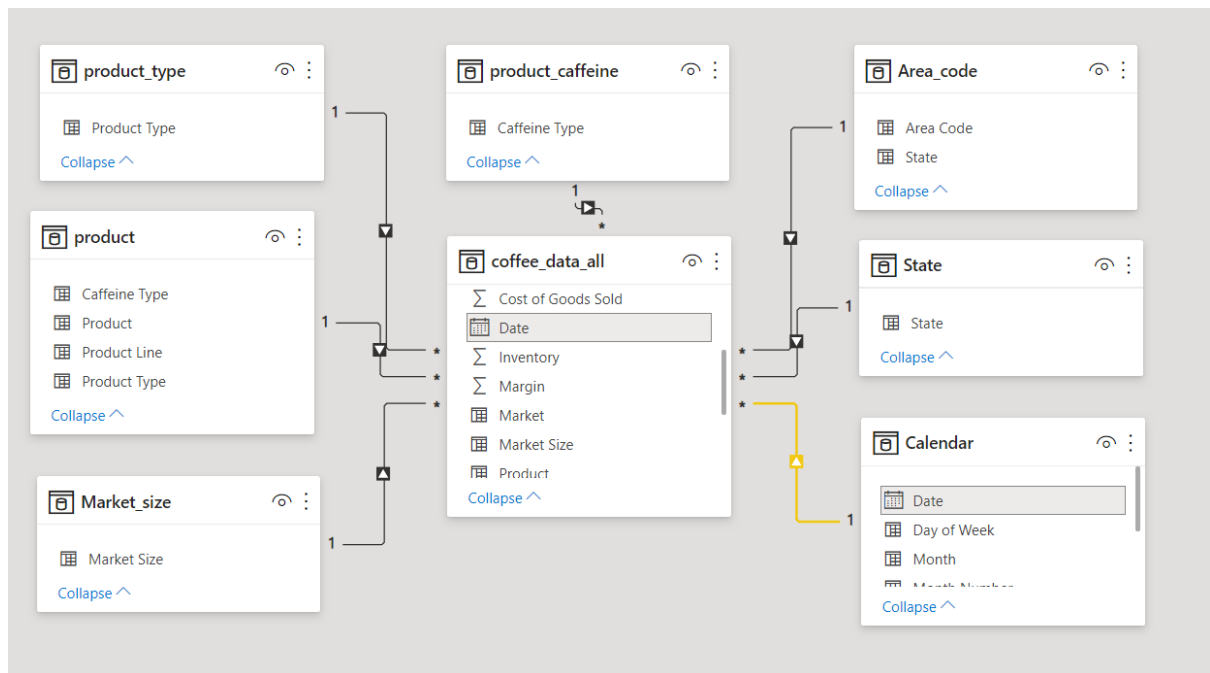 product_type
1
Product Type
Collapse
product
Caffeine Type
Product
Product Line
Product Type
Collapse
1
Market_size
Market Size
Collapse
1
product_caffeine
Caffeine Type
Collapse
1
*
coffee_data_all
Σ Cost of Goods Sold
Date
Σ Inventory
Σ Margin
Market
Market Size
Product
Collapse
*
*
*
*
*
*
Area_code
1
Area Code
State
Collapse
State
1
State
Collapse
Calendar
Date
1
Day of Week
Month
Month Number
Collapse